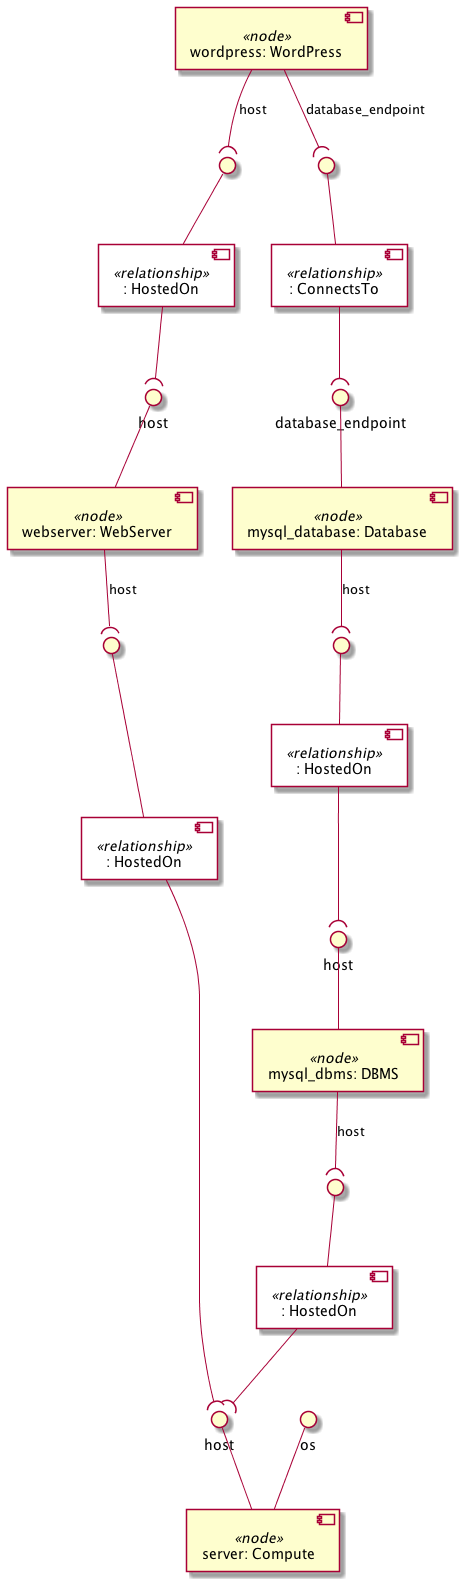 «node»
wordpress: WordPress
host
database_endpoint
«relationship»
: HostedOn
«relationship»
: ConnectsTo
host
database_endpoint
«node»
webserver: WebServer
«node»
mysql_database: Database
host
host
«relationship»
: HostedOn
«relationship»
: HostedOn
host
«node»
mysql_dbms: DBMS
host
«relationship»
: HostedOn
host
os
«node»
server: Compute